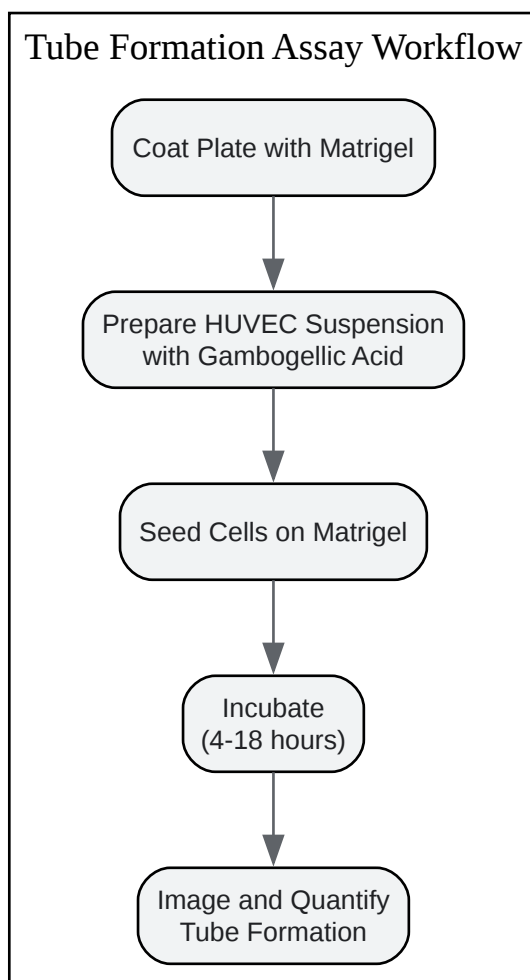 Tube Formation Assay Workflow
Coat Plate with Matrigel
Prepare HUVEC Suspension
with Gambogellic Acid
Seed Cells on Matrigel
Incubate
(4-18 hours)
Image and Quantify
Tube Formation